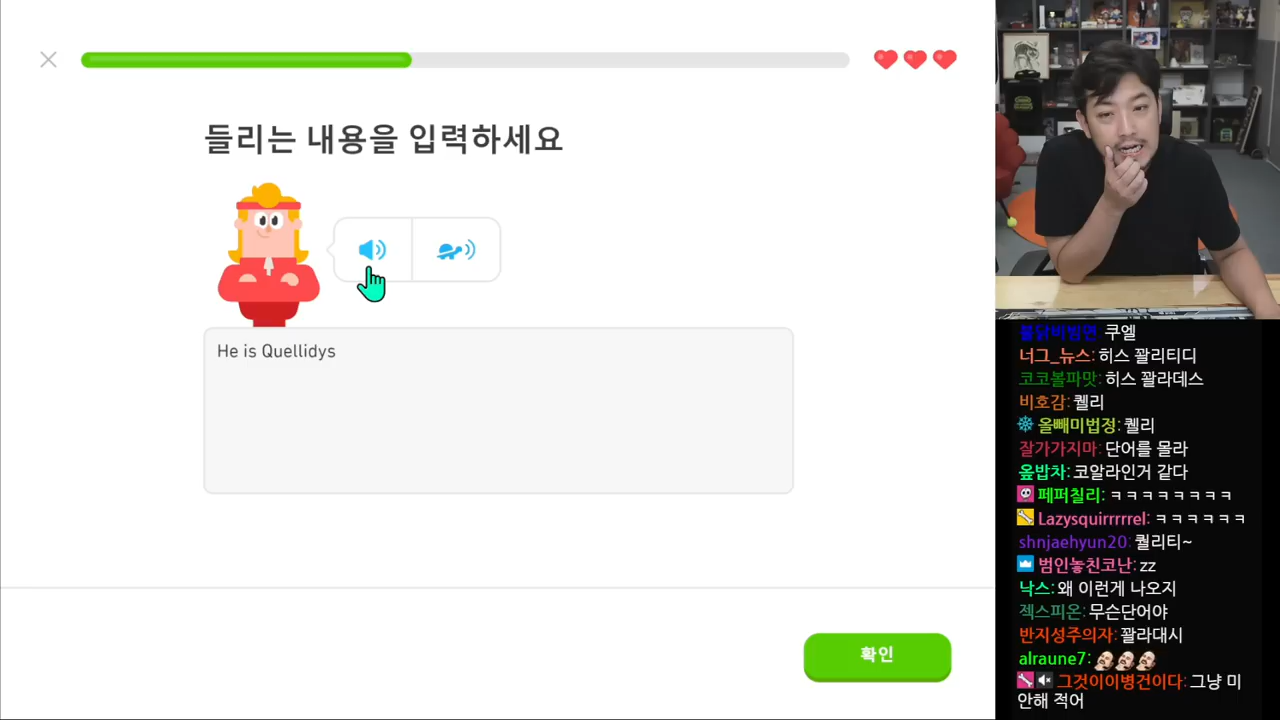 들리는 내용을 입력하세요
He is Quellidys
확인
불닭비빔면: 쿠엘
너그_뉴스: 히스 꽐리티디
코코볼파맛: 히스 꽐라데스
비호감: 퀠리
올빼미법정: 퀠리
잘가가지마: 단어를 몰라
옾밥차: 코알라인거 같다
페퍼칠리: ㅋㅋㅋㅋㅋㅋㅋㅋ
Lazysquirrrrrel: ㅋㅋㅋㅋㅋㅋ
shnjaehyun20: 퀄리티~
범인놓친코난: zz
낙스: 왜 이런게 나오지
젝스피온: 무슨단어야
반지성주의자: 꽐라대시
alraune7:
그것이이병건이다: 그냥 미
안해 적어